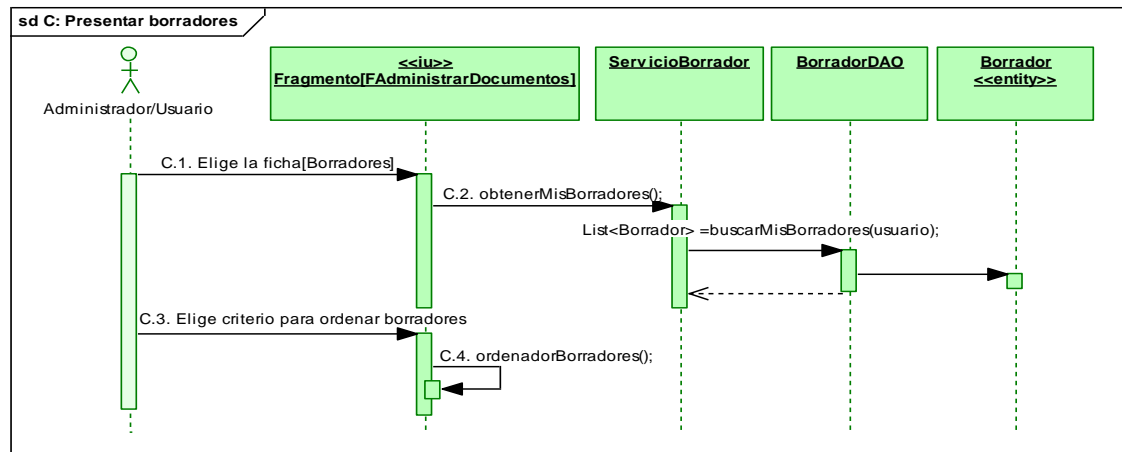 sd C: Presentar borradores
Administrador/Usuario
<<iu>>
Fragmento[FAdministrarDocumentos]
ServicioBorrador
BorradorDAO
Borrador
<<entity>>
C.1. Elige la ficha[Borradores]
C.2. obtenerMisBorradores();
List<Borrador> =buscarMisBorradores(usuario);
C.3. Elige criterio para ordenar borradores
C.4. ordenadorBorradores();